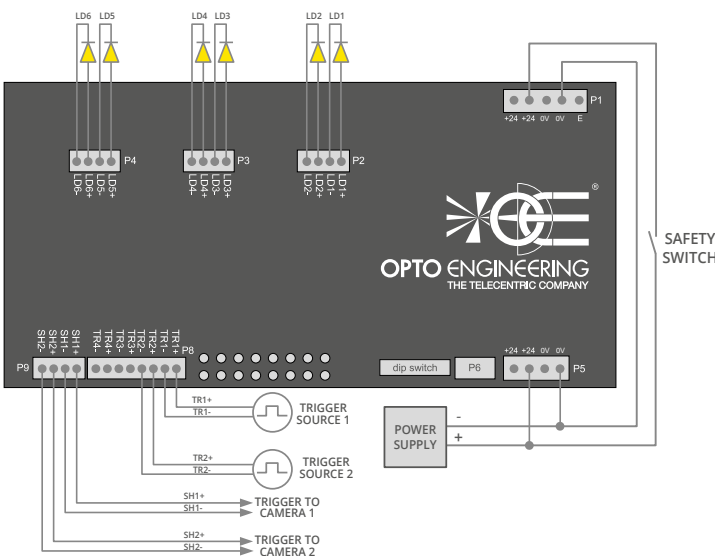 LD6 LD5
LD4 LD3
LD2 LD1
P1
+24 +24 0V 0V E
P4
LD6-
LD6+
LD5-
LD5+
P3
LD4-
LD4+
LD3-
LD3+
P2
LD2-
LD2+
LD1-
LD1+
®
OPTO ENGINEERING
THE TELECENTRIC COMPANY
SAFETY
SWITCH
P9
SH2-
SH2+
SH1-
SH1+
TR4-
TR4+
TR3-
TR3+
TR2-
TR2+
TR1-
TR1+
P8
dip switch
P6
+24 +24 0V 0V
P5
TR1+
TR1-
TRIGGER
SOURCE 1
TR2+
TR2-
TRIGGER
SOURCE 2
POWER
SUPPLY
-
+
SH1+
SH1-
TRIGGER TO
CAMERA 1
SH2+
SH2-
TRIGGER TO
CAMERA 2